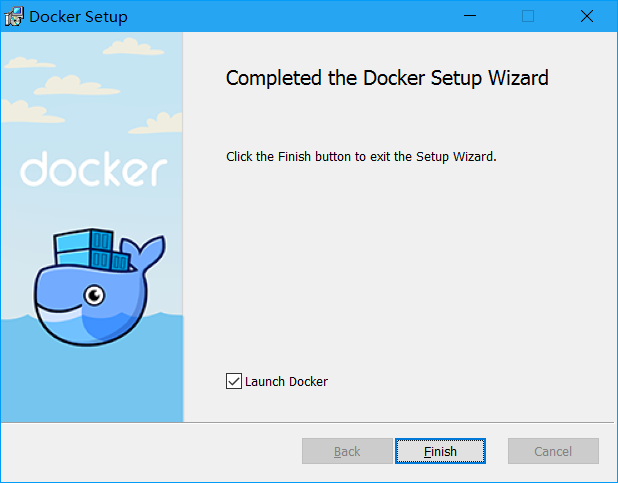 Docker Setup
Completed the Docker Setup Wizard
Click the Finish button to exit the Setup Wizard.
docker
Launch Docker
Back
Finish
Cancel